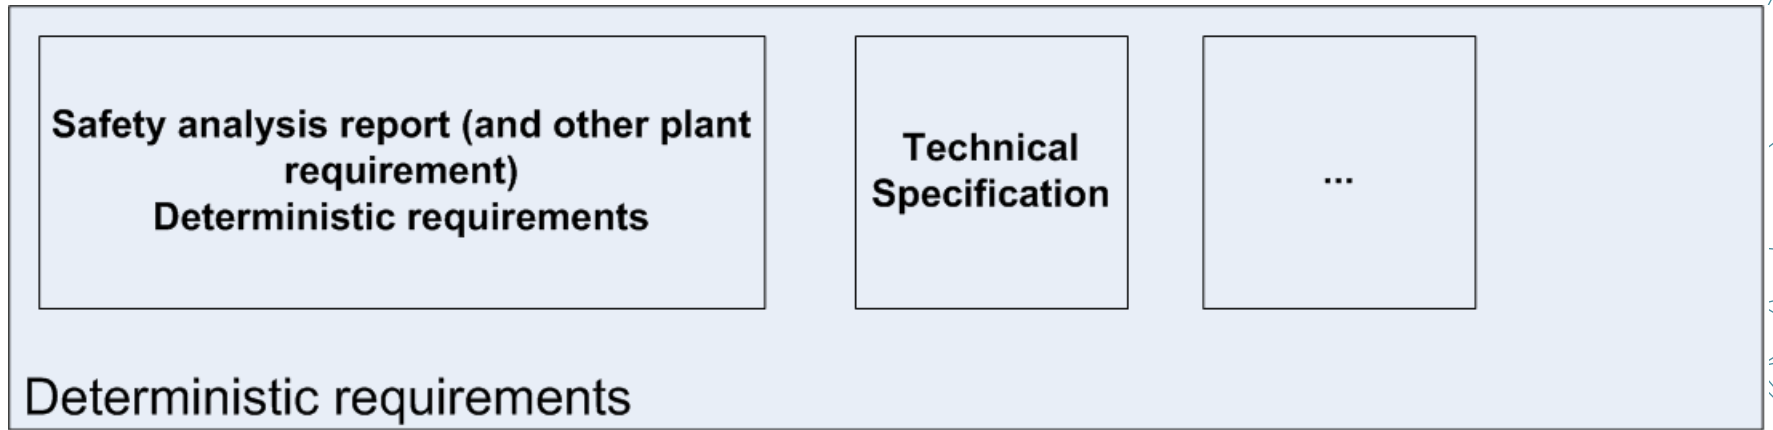 Safety analysis report (and other plant
requirement)
Deterministic requirements
Technical
Specification
...
Deterministic requirements